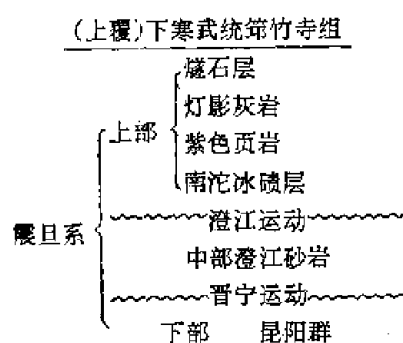 (上覆)下寒武统筇竹寺组
燧石层
灯影灰岩
上部
紫色页岩
南沱冰碛层
澄江运动
震旦系
中部澄江砂岩
晋宁运动
下部 昆阳群